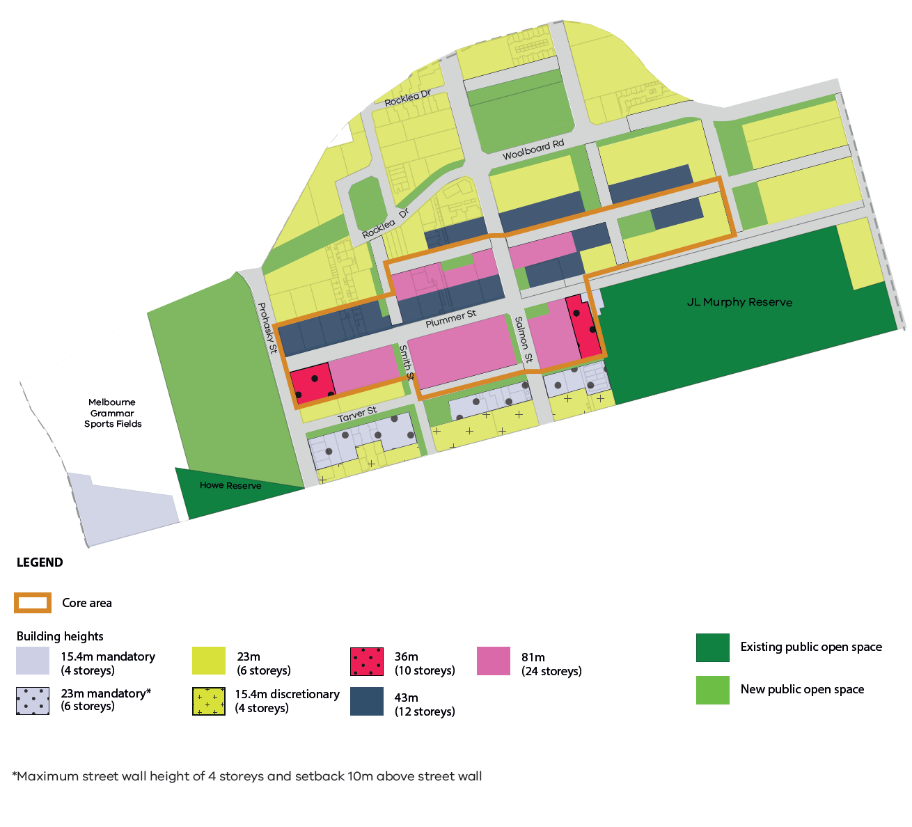 Rocklea Dr
Woolboard Rd
Rocklea Dr
JL Murphy Reserve
Prohasky St
Plummer St
Salmon St
Smith St
Melbourne
Grammar
Sports Fields
Tarver St
Howe Reserve
LEGEND
Core area
Building heights
15.4m mandatory
(4 storeys)
23m
(6 storeys)
36m
(10 storeys)
81m
(24 storeys)
Existing public open space
23m mandatory*
(6 storeys)
15.4m discretionary
(4 storeys)
43m
(12 storeys)
New public open space
*Maximum street wall height of 4 storeys and setback 10m above street wall